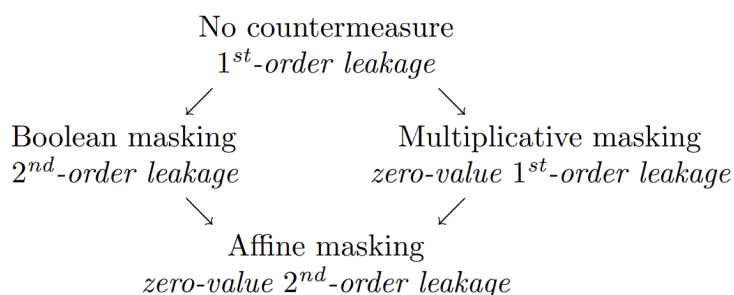 No countermeasure
1st-order leakage
Boolean masking
2nd-order leakage
Multiplicative masking
zero-value 1st-order leakage
Affine masking
zero-value 2nd-order leakage